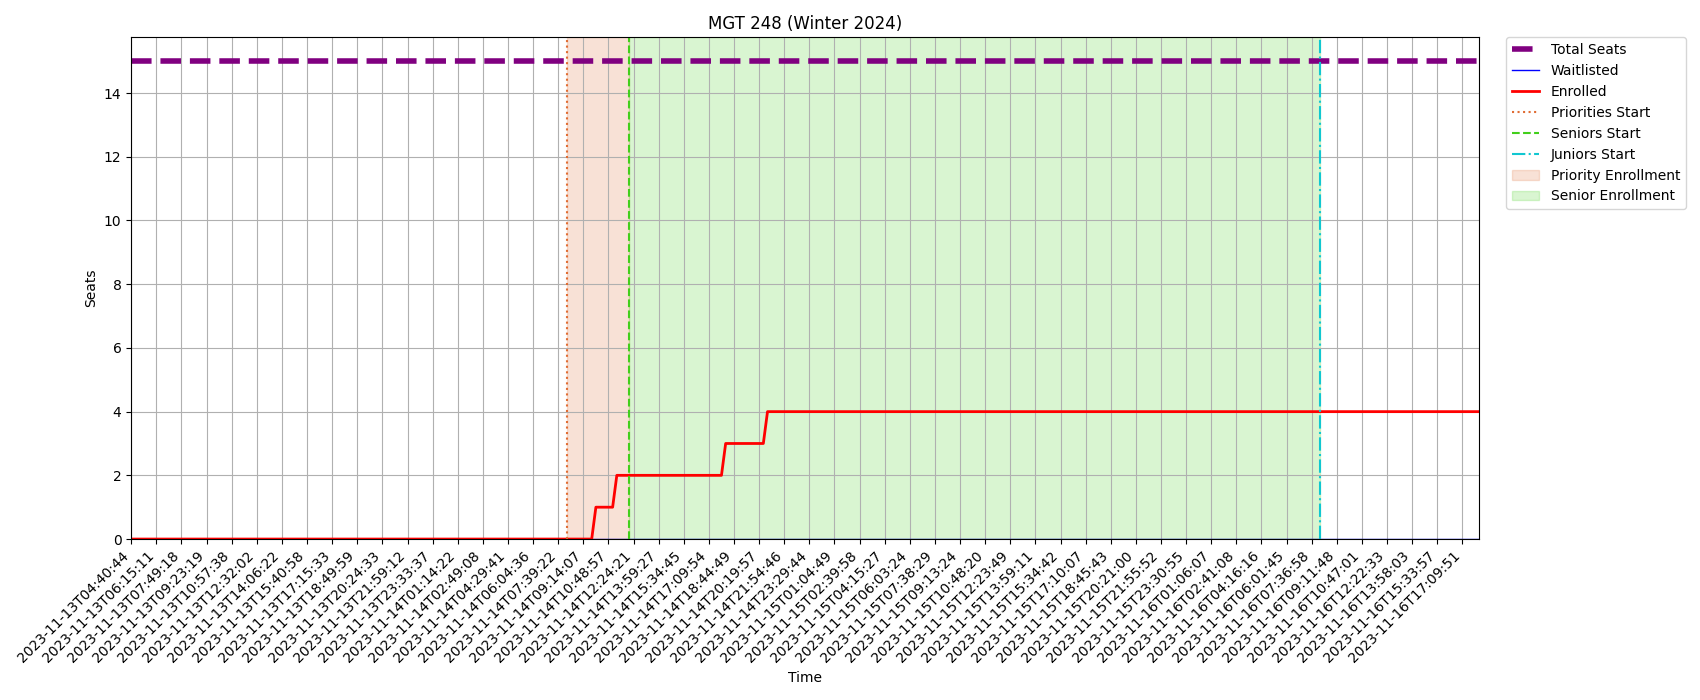 MGT 248 (Winter 2024)
Total Seats
Waitlisted
Enrolled
Priorities Start
Seniors Start
Juniors Start
Priority Enrollment
Senior Enrollment
Seats
14
12
10
8
6
4
2
0
2023-11-13T04:40:44
2023-11-13T06:15:11
2023-11-13T07:49:18
2023-11-13T09:23:19
2023-11-13T10:57:38
2023-11-13T12:32:02
2023-11-13T14:06:22
2023-11-13T15:40:58
2023-11-13T17:15:33
2023-11-13T18:49:59
2023-11-13T20:24:33
2023-11-13T21:59:12
2023-11-13T23:33:37
2023-11-14T01:14:22
2023-11-14T02:49:08
2023-11-14T04:29:41
2023-11-14T06:04:36
2023-11-14T07:39:22
2023-11-14T09:14:07
2023-11-14T10:48:57
2023-11-14T12:24:21
2023-11-14T13:59:27
2023-11-14T15:34:45
2023-11-14T17:09:54
2023-11-14T18:44:49
2023-11-14T20:19:57
2023-11-14T21:54:46
2023-11-14T23:29:44
2023-11-15T01:04:49
2023-11-15T02:39:58
2023-11-15T04:15:27
2023-11-15T06:03:24
2023-11-15T07:38:29
2023-11-15T09:13:24
2023-11-15T10:48:20
2023-11-15T12:23:49
2023-11-15T13:59:11
2023-11-15T15:34:42
2023-11-15T17:10:07
2023-11-15T18:45:43
2023-11-15T20:21:00
2023-11-15T21:55:52
2023-11-15T23:30:55
2023-11-16T01:06:07
2023-11-16T02:41:08
2023-11-16T04:16:16
2023-11-16T06:01:45
2023-11-16T07:36:58
2023-11-16T09:11:48
2023-11-16T10:47:01
2023-11-16T12:22:33
2023-11-16T13:58:03
2023-11-16T15:33:57
2023-11-16T17:09:51
Time